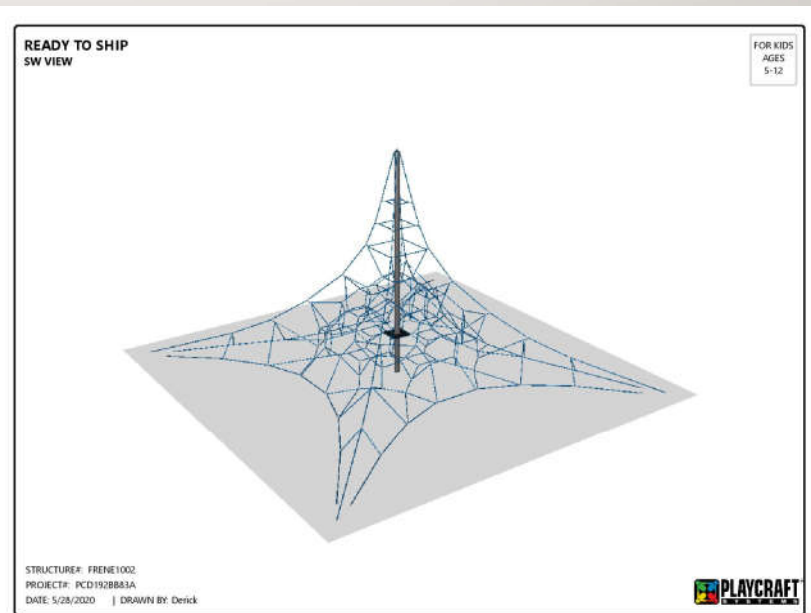 READY TO SHIP
SW VIEW
FOR KIDS
AGES
5-12
STRUCTURE#: FRENE1002
PROJECT#: PCD192BB83A
DATE: 5/28/2020 | DRAWN BY: Derick
PLAYCRAFT
SYSTEMS